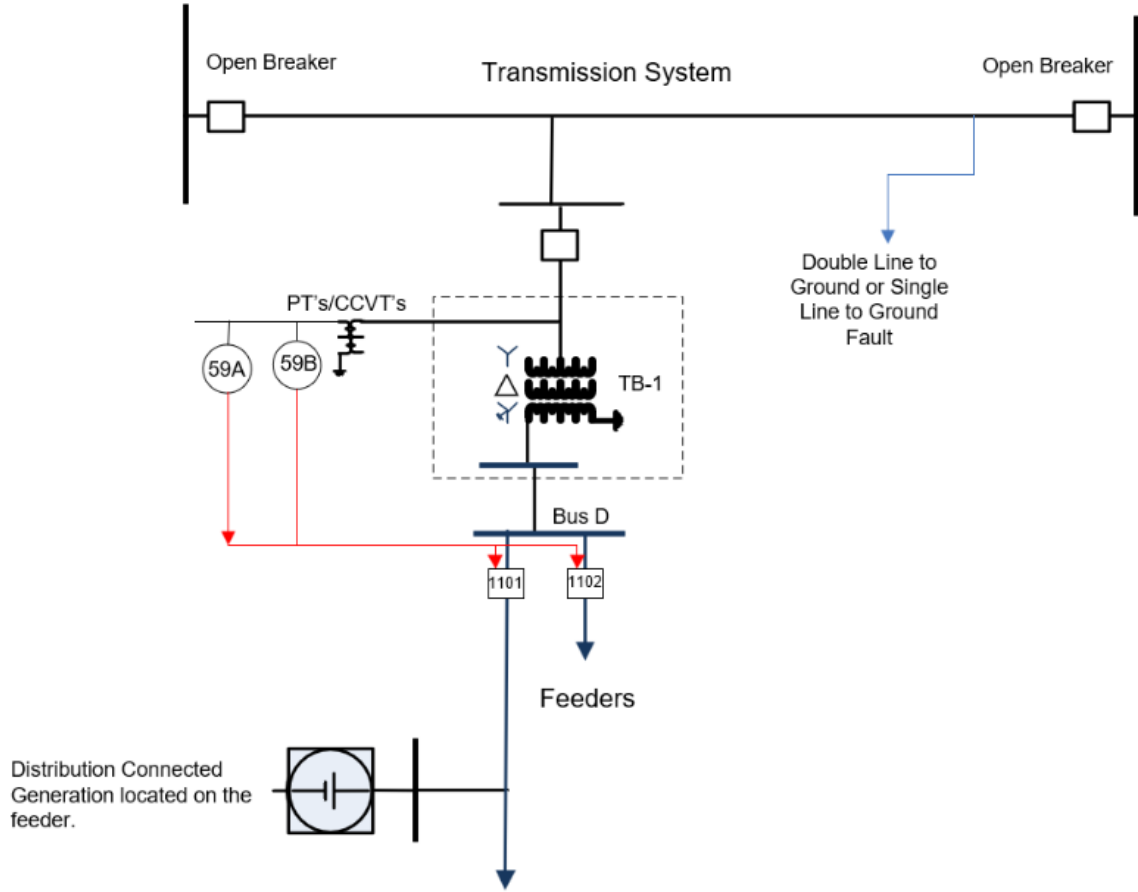 Open Breaker
Transmission System
Open Breaker
Double Line to
Ground or Single
Line to Ground
Fault
PT's/CCVT's
59A
59B
TB-1
Bus D
1101
1102
Feeders
Distribution Connected
Generation located on the
feeder.